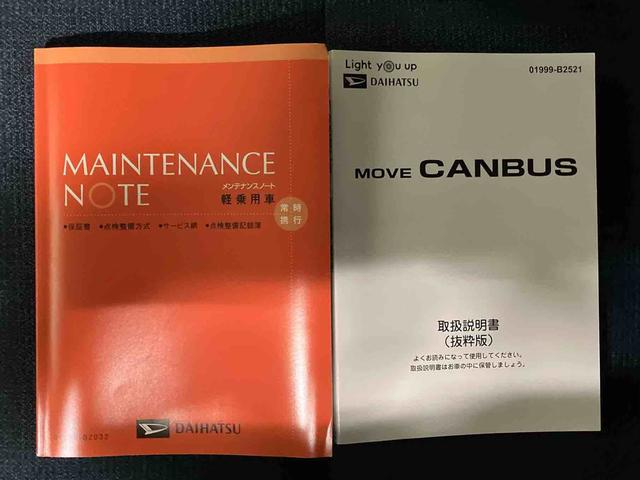 MAINTENANCE
NOTE
メンテナンスノート
軽乗用車
常時
携行
•保証書 •点検整備方式 •サービス網 •点検整備記録簿
DAIHATSU
Light you up
DAIHATSU
01999-B2521
MOVE CANBUS
取扱説明書
（抜粋版）
よくお読みになって使用してください。
取扱説明書はお車の中に保管しましょう。